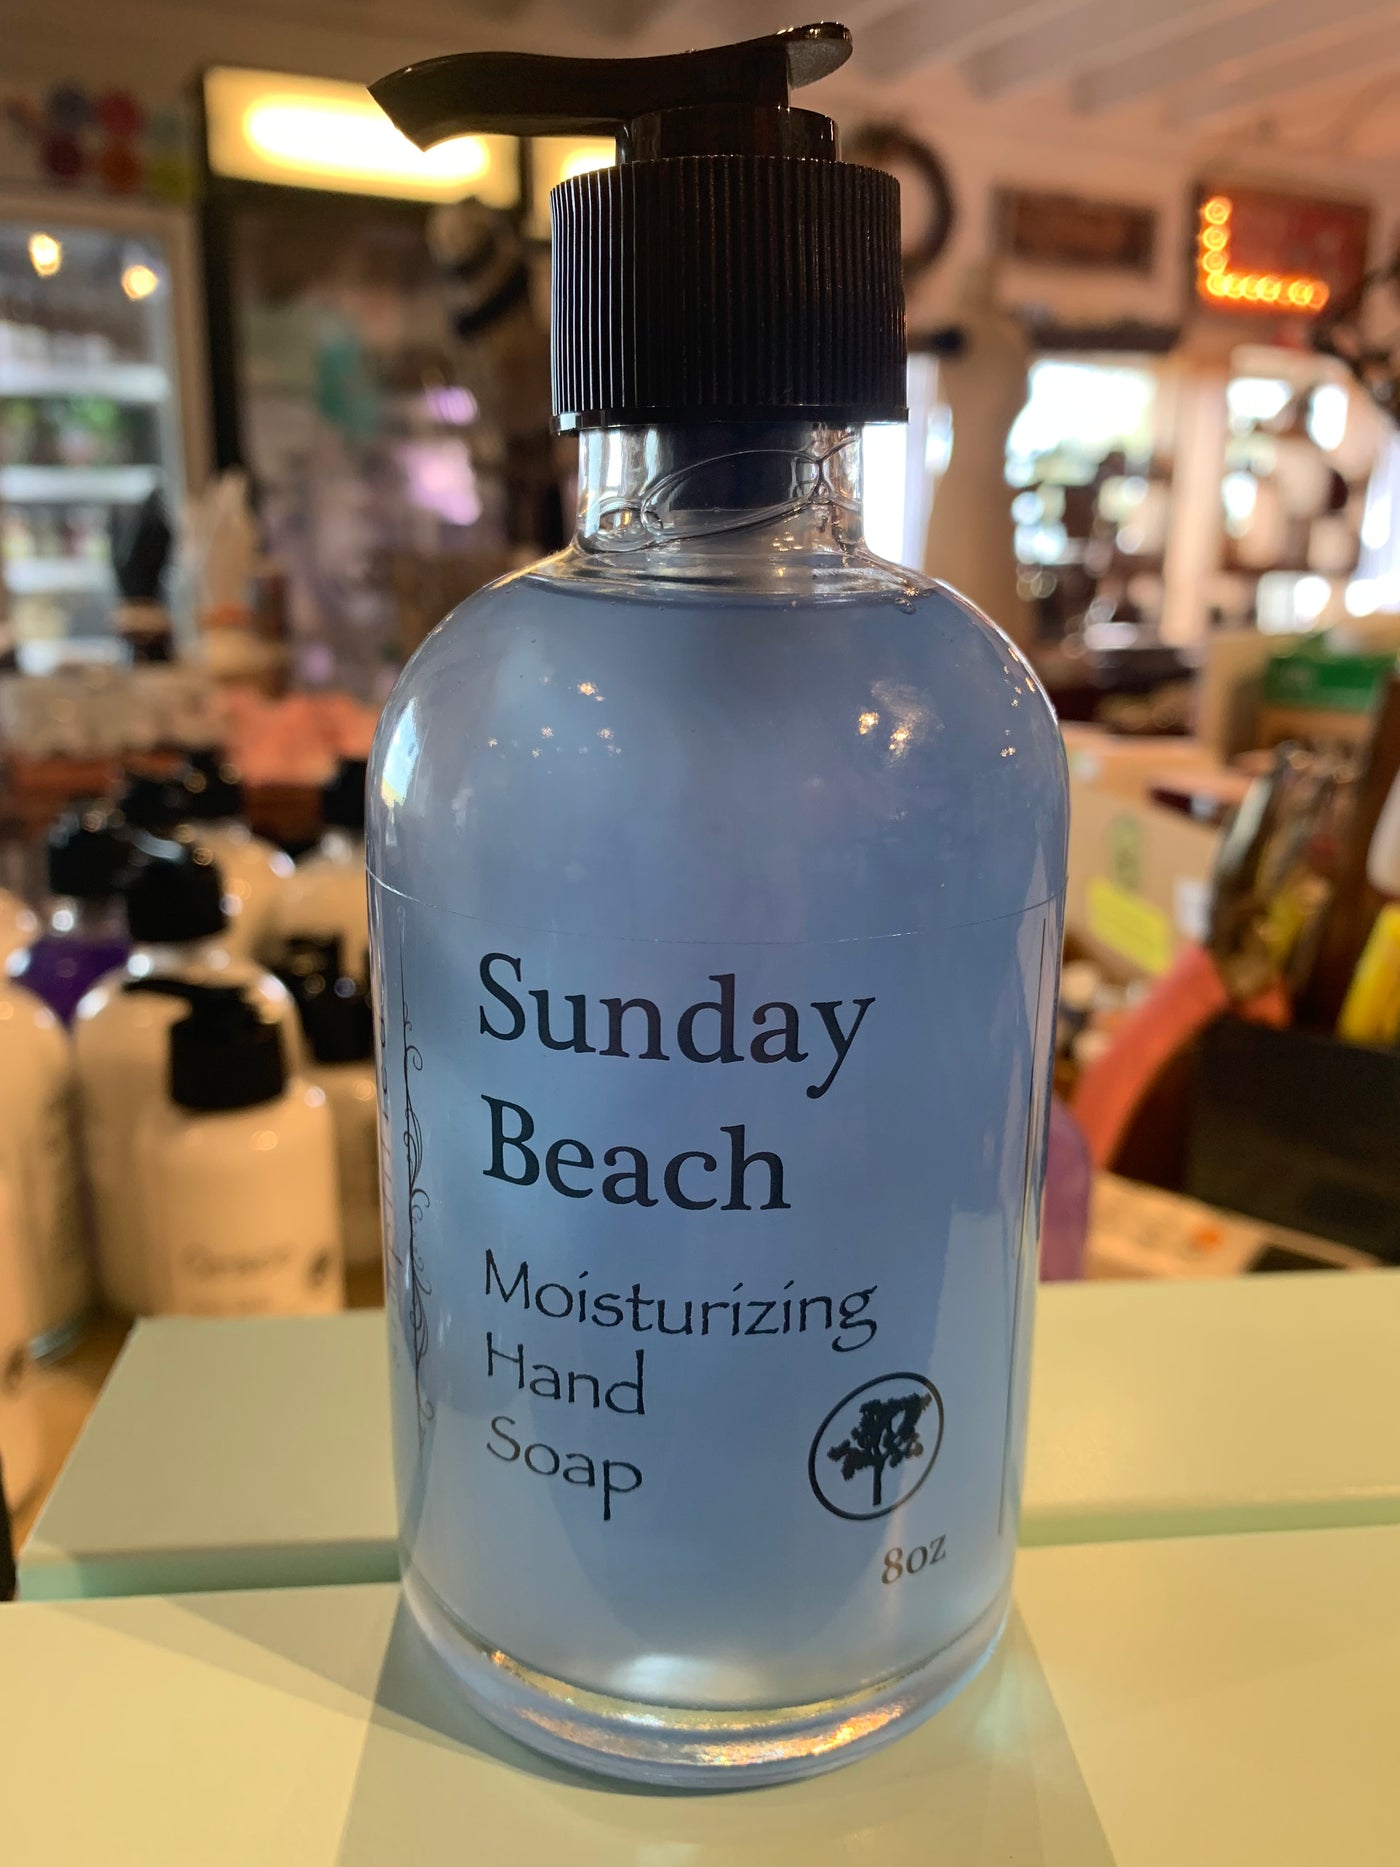 Sunday
Beach
Moisturizing
Hand
Soap
8oz